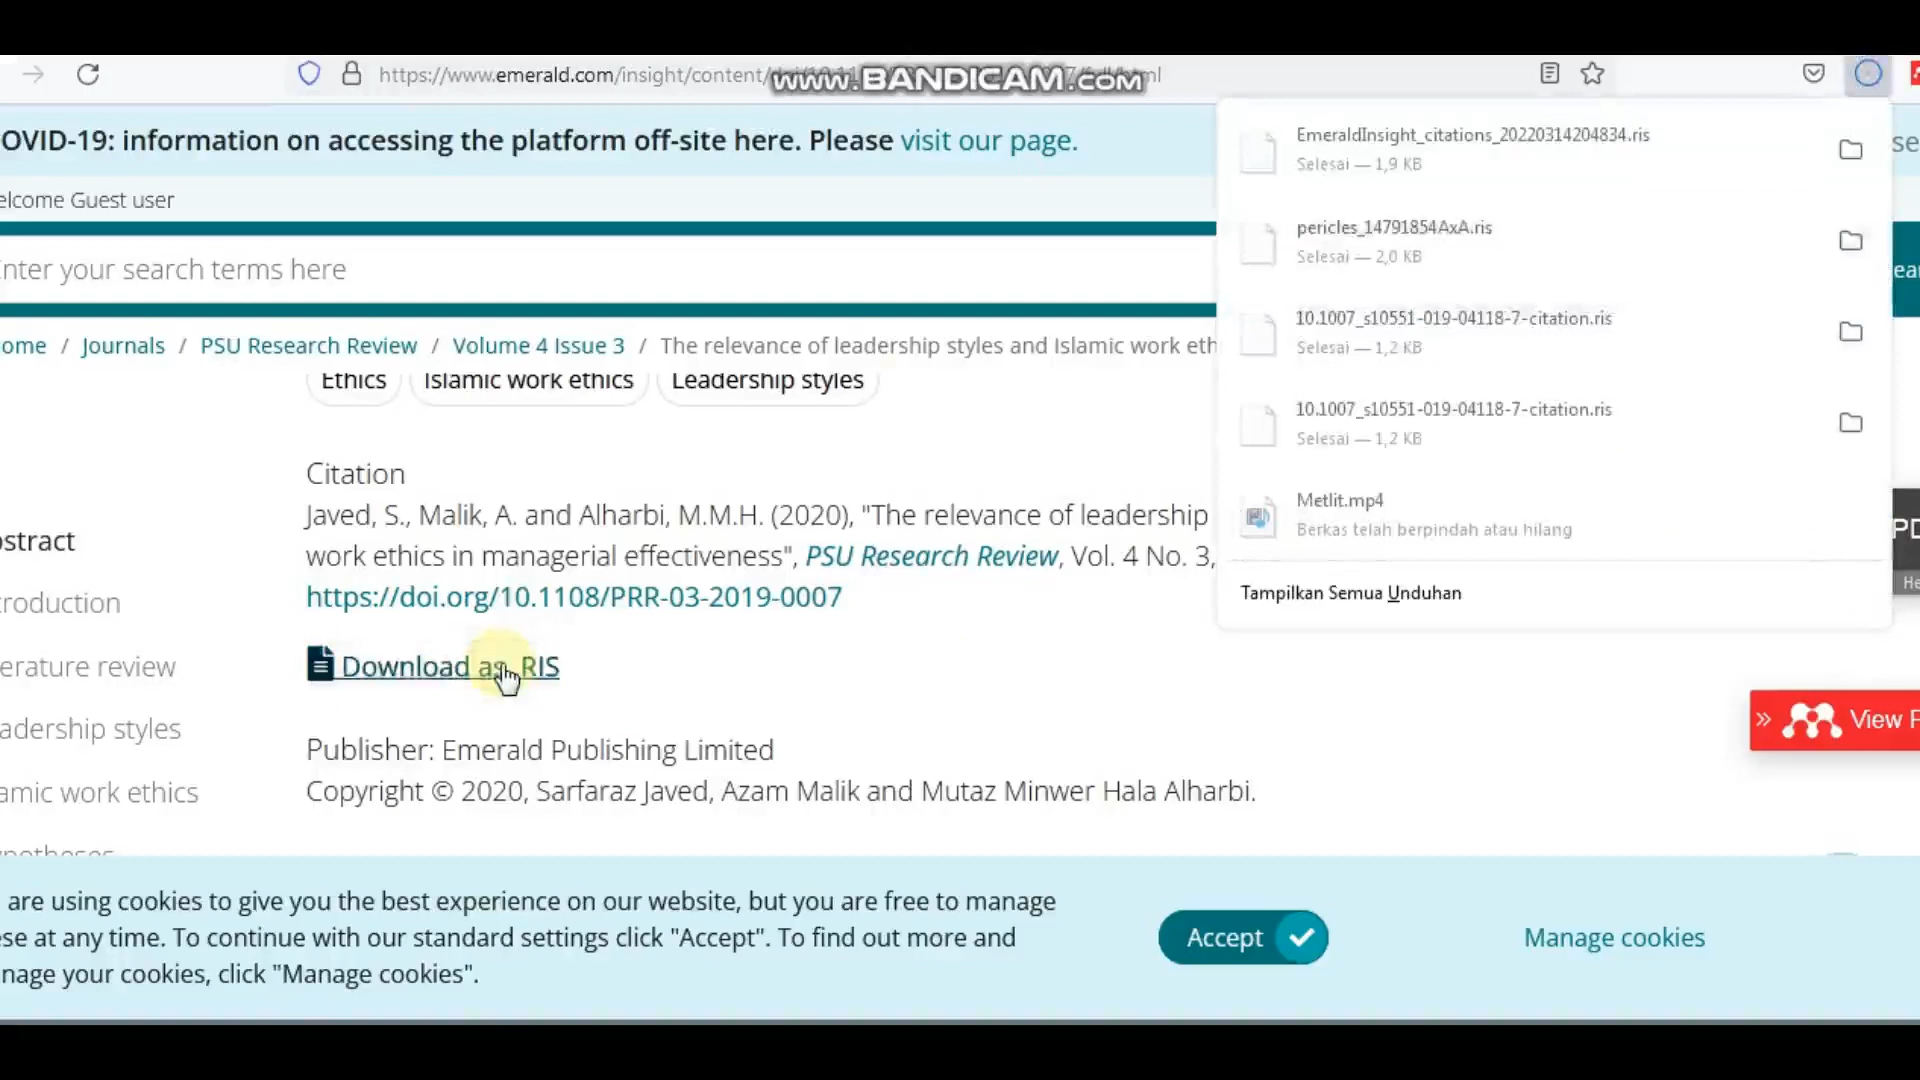 https://www.emerald.com/insight/content/
www.BANDICAM.com
OVID-19: information on accessing the platform off-site here. Please visit our page.
elcome Guest user
nter your search terms here
ome / Journals / PSU Research Review / Volume 4 Issue 3 / The relevance of leadership styles and Islamic work eth
Ethics
Islamic work ethics
Leadership styles
Citation
Javed, S., Malik, A. and Alharbi, M.M.H. (2020), "The relevance of leadership
work ethics in managerial effectiveness", PSU Research Review, Vol. 4 No. 3,
https://doi.org/10.1108/PRR-03-2019-0007
Download as RIS
Publisher: Emerald Publishing Limited
Copyright © 2020, Sarfaraz Javed, Azam Malik and Mutaz Minwer Hala Alharbi.
ostract
troduction
erature review
adership styles
amic work ethics
EmeraldInsight_citations_20220314204834.ris
Selesai — 1,9 KB
pericles_14791854AxA.ris
Selesai — 2,0 KB
10.1007_s10551-019-04118-7-citation.ris
Selesai — 1,2 KB
10.1007_s10551-019-04118-7-citation.ris
Selesai — 1,2 KB
Metlit.mp4
Berkas telah berpindah atau hilang
Tampilkan Semua Unduhan
se
ear
PD
He
» View P
are using cookies to give you the best experience on our website, but you are free to manage
se at any time. To continue with our standard settings click "Accept". To find out more and
nage your cookies, click "Manage cookies".
Accept
Manage cookies